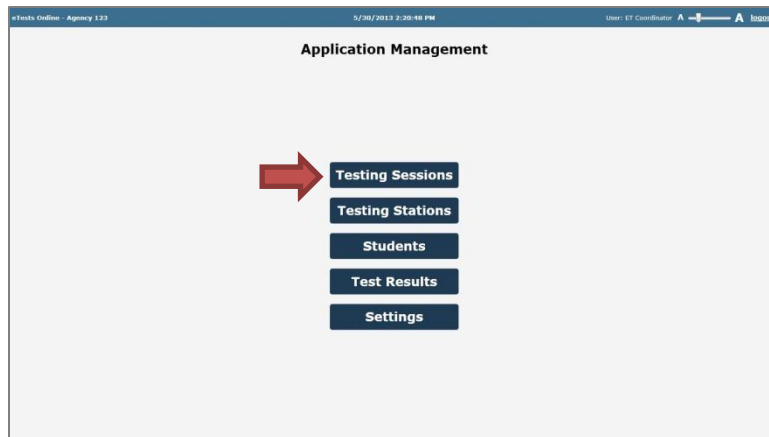 eTests Online - Agency 123 5/30/2013 2:20:48 PM User: ET Coordinator A A logout
Application Management
Testing Sessions
Testing Stations
Students
Test Results
Settings